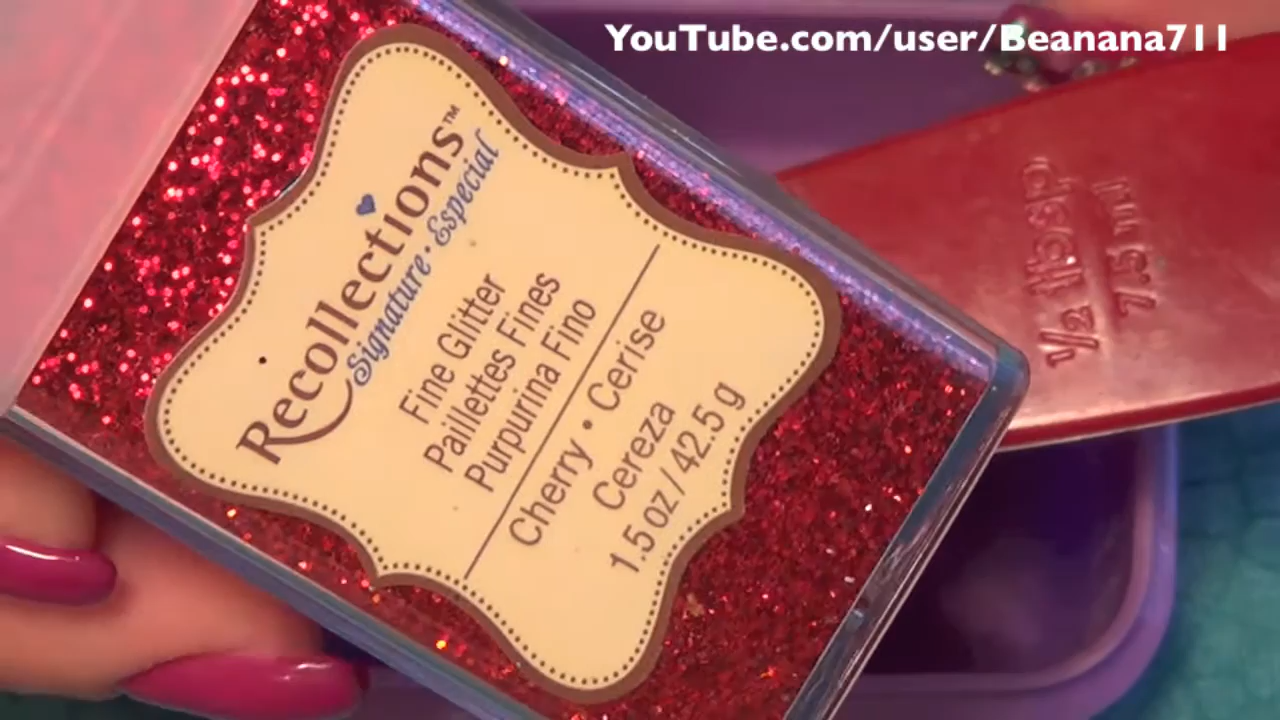 YouTube.com/user/Beanana711
Recollections™
Signature • Especial
Fine Glitter
Paillettes Fines
Purpurina Fino
Cherry • Cerise
Cereza
1.5 oz / 42.5 g
½ dsspl
7.5 ml